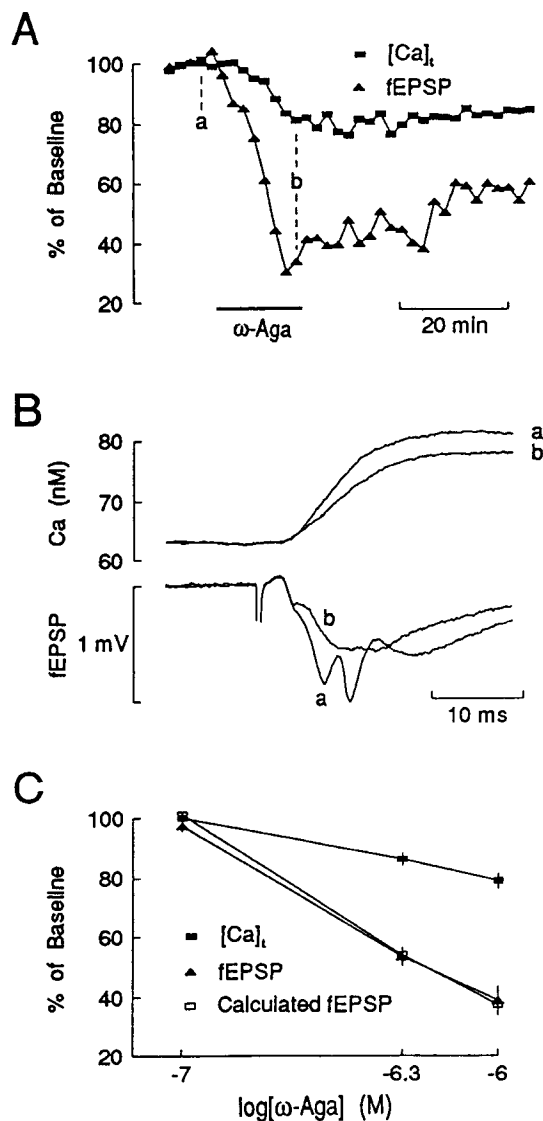 A
[Ca]t
fEPSP
100
80
60
40
20
% of Baseline
a
b
ω-Aga
20 min
B
80
70
60
Ca (nM)
a
b
fEPSP
1 mV
b
a
10 ms
C
100
80
60
40
20
% of Baseline
[Ca]t
fEPSP
Calculated fEPSP
-7
-6.3
-6
log[ω-Aga] (M)